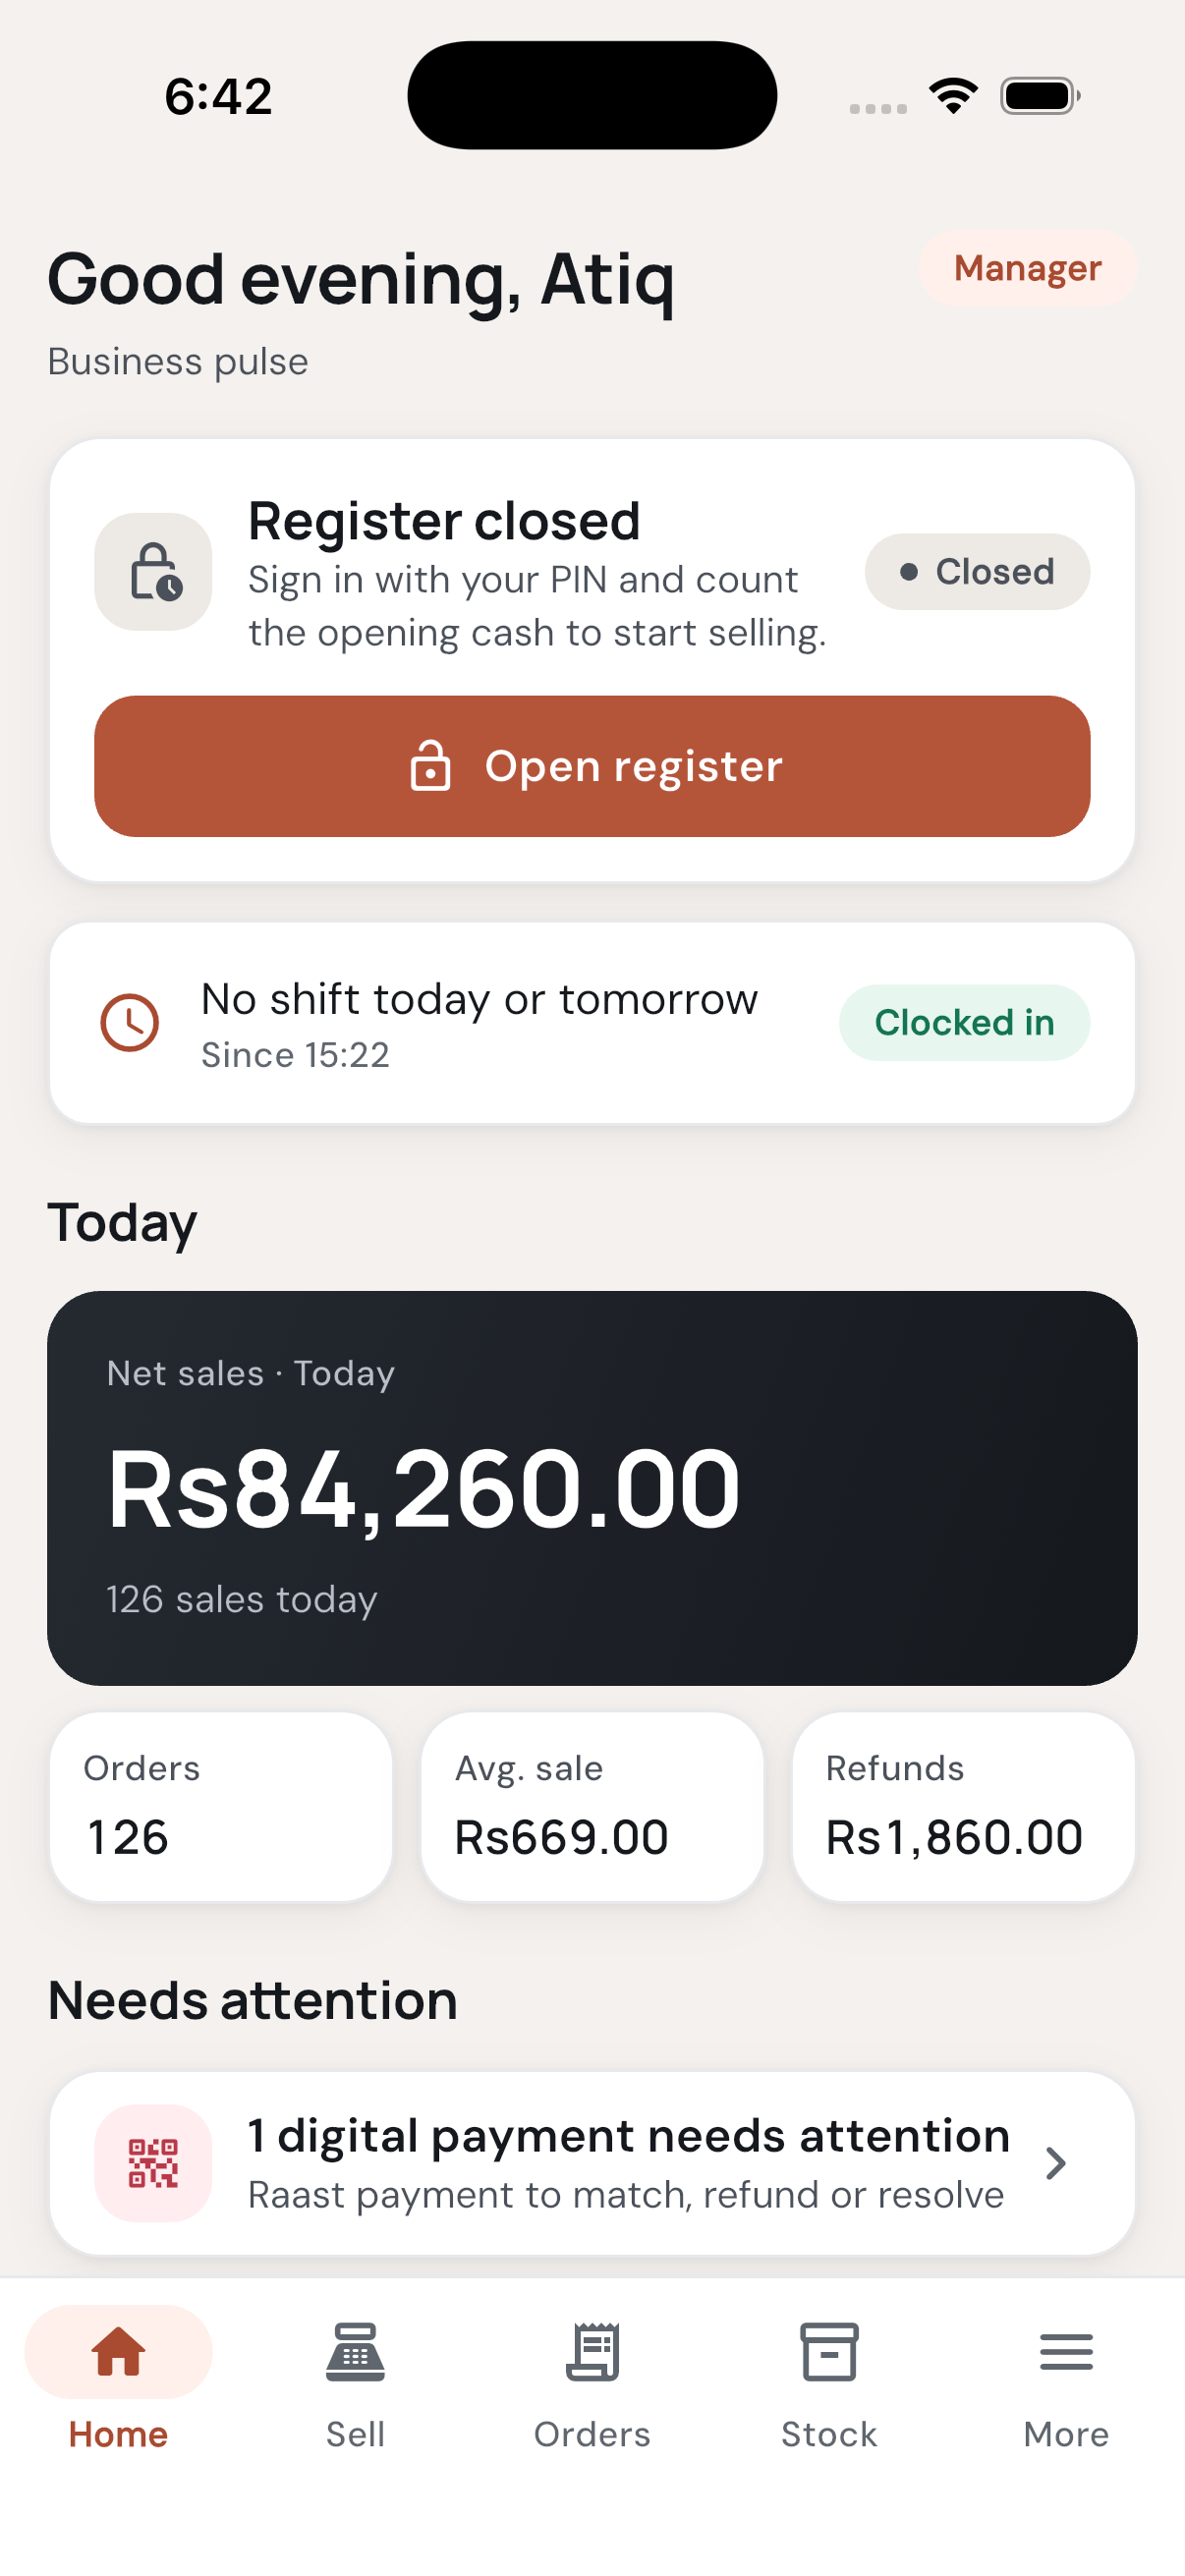 6:42
Good evening, Atiq
Manager
Business pulse
Register closed
Sign in with your PIN and count
the opening cash to start selling.
Closed
Open register
No shift today or tomorrow
Since 15:22
Clocked in
Today
Net sales · Today
Rs84,260.00
126 sales today
Orders
126
Avg. sale
Rs669.00
Refunds
Rs1,860.00
Needs attention
1 digital payment needs attention
Raast payment to match, refund or resolve
Home
Sell
Orders
Stock
More